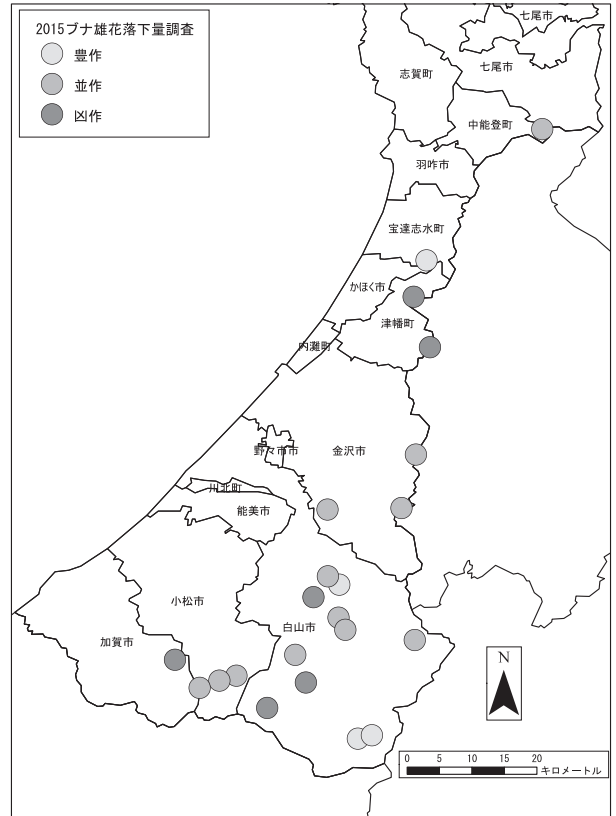 2015ブナ雄花落下量調査
豊作
並作
凶作
七尾市
七尾市
志賀町
中能登町
羽咋市
宝達志水町
かほく市
津幡町
内灘町
野々市市
金沢市
川北町
能美市
小松市
白山市
加賀市
N
0 5 10 15 20
キロメートル